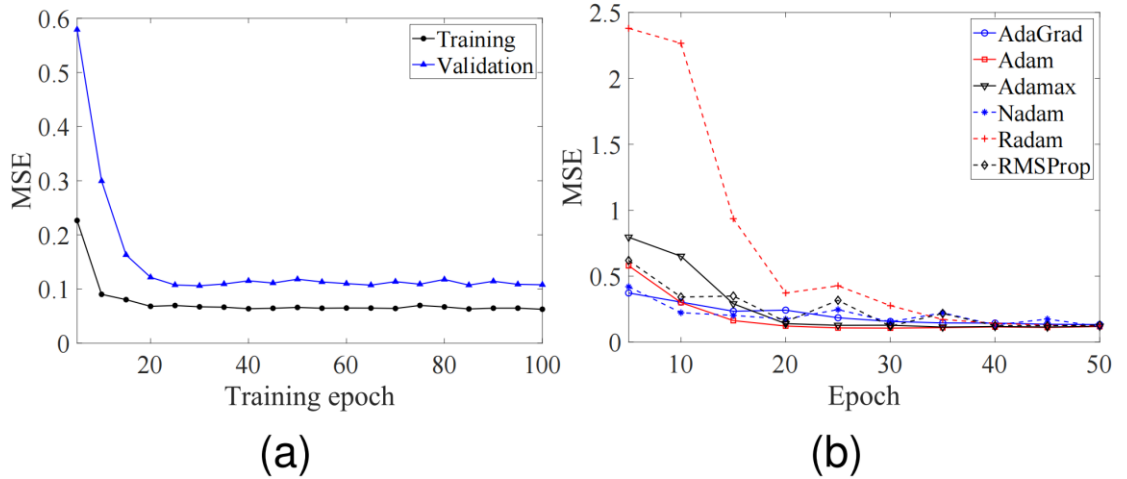 0.6
0.5
0.4
0.3
0.2
0.1
0
MSE
20
40
60
80
100
Training epoch
Training
Validation
(a)
2.5
2
1.5
1
0.5
0
MSE
10
20
30
40
50
Epoch
AdaGrad
Adam
Adamax
Nadam
Radam
RMSProp
(b)